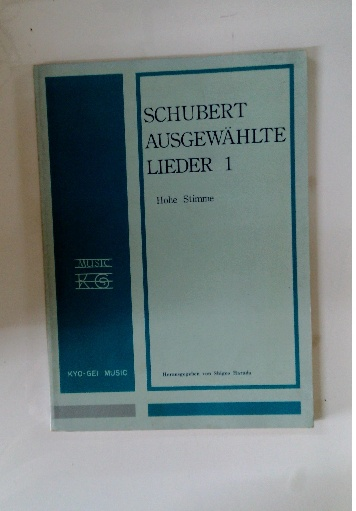 SCHUBERT
AUSGEWÄHLTE
LIEDER 1
Hohe Stimme
MUSIC
KG
KYO-GEI MUSIC
Herausgegeben von